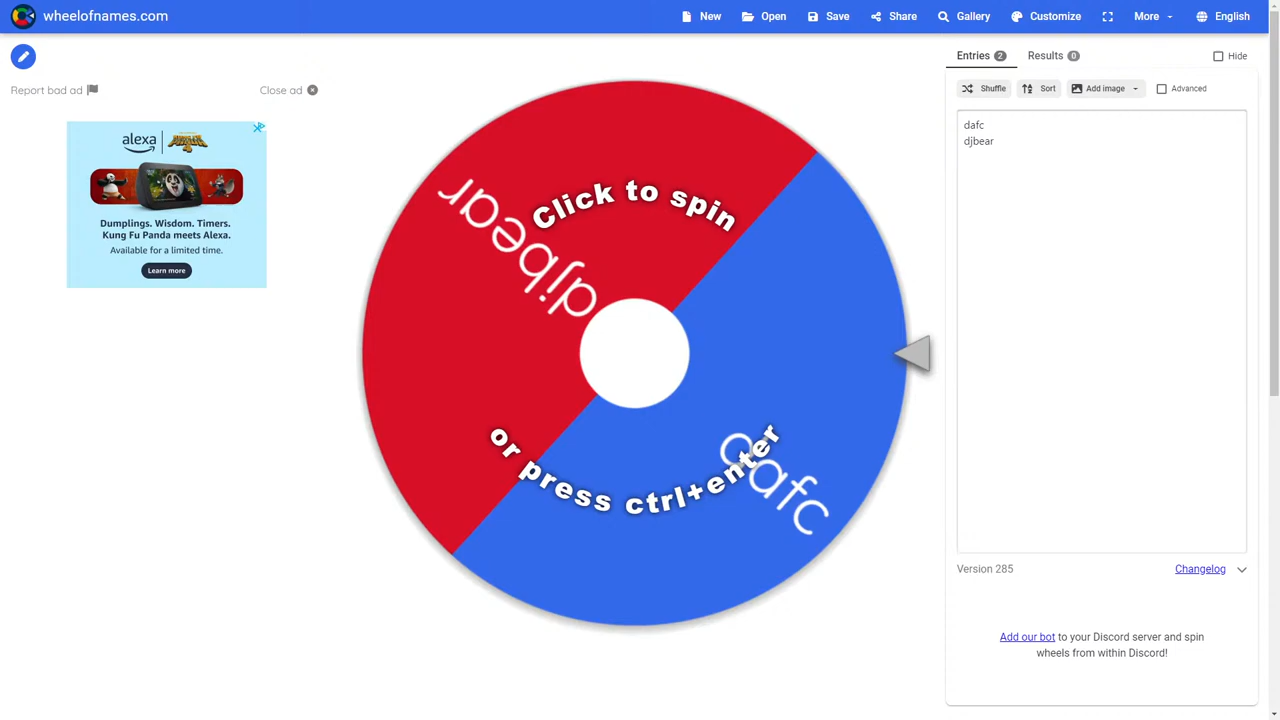 wheelofnames.com
New Open Save Share Gallery Customize More English
Entries 2 Results 0 Hide
Report bad ad Close ad
Shuffle Sort Add image Advanced
dafc
djbear
alexa
Dumplings. Wisdom. Timers.
Kung Fu Panda meets Alexa.
Available for a limited time.
Learn more
Click to spin
djbear
dafc
or press ctrl+enter
Version 285 Changelog
Add our bot to your Discord server and spin
wheels from within Discord!